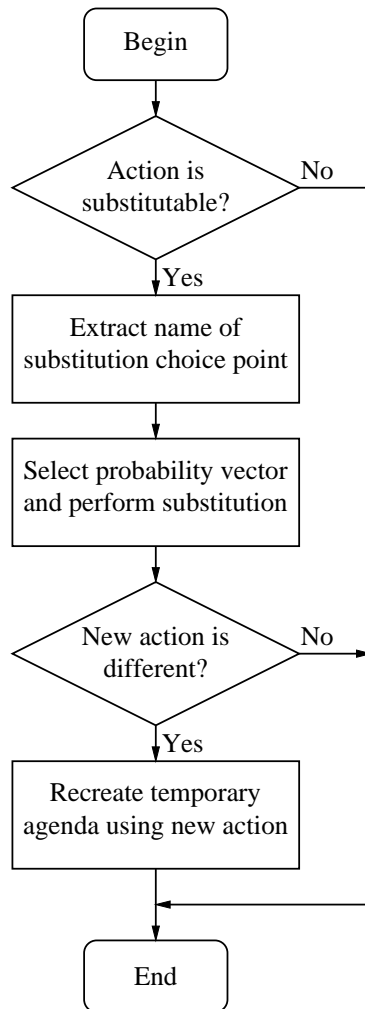 Begin
Action is
substitutable?
No
Yes
Extract name of
substitution choice point
Select probability vector
and perform substitution
New action is
different?
No
Yes
Recreate temporary
agenda using new action
End